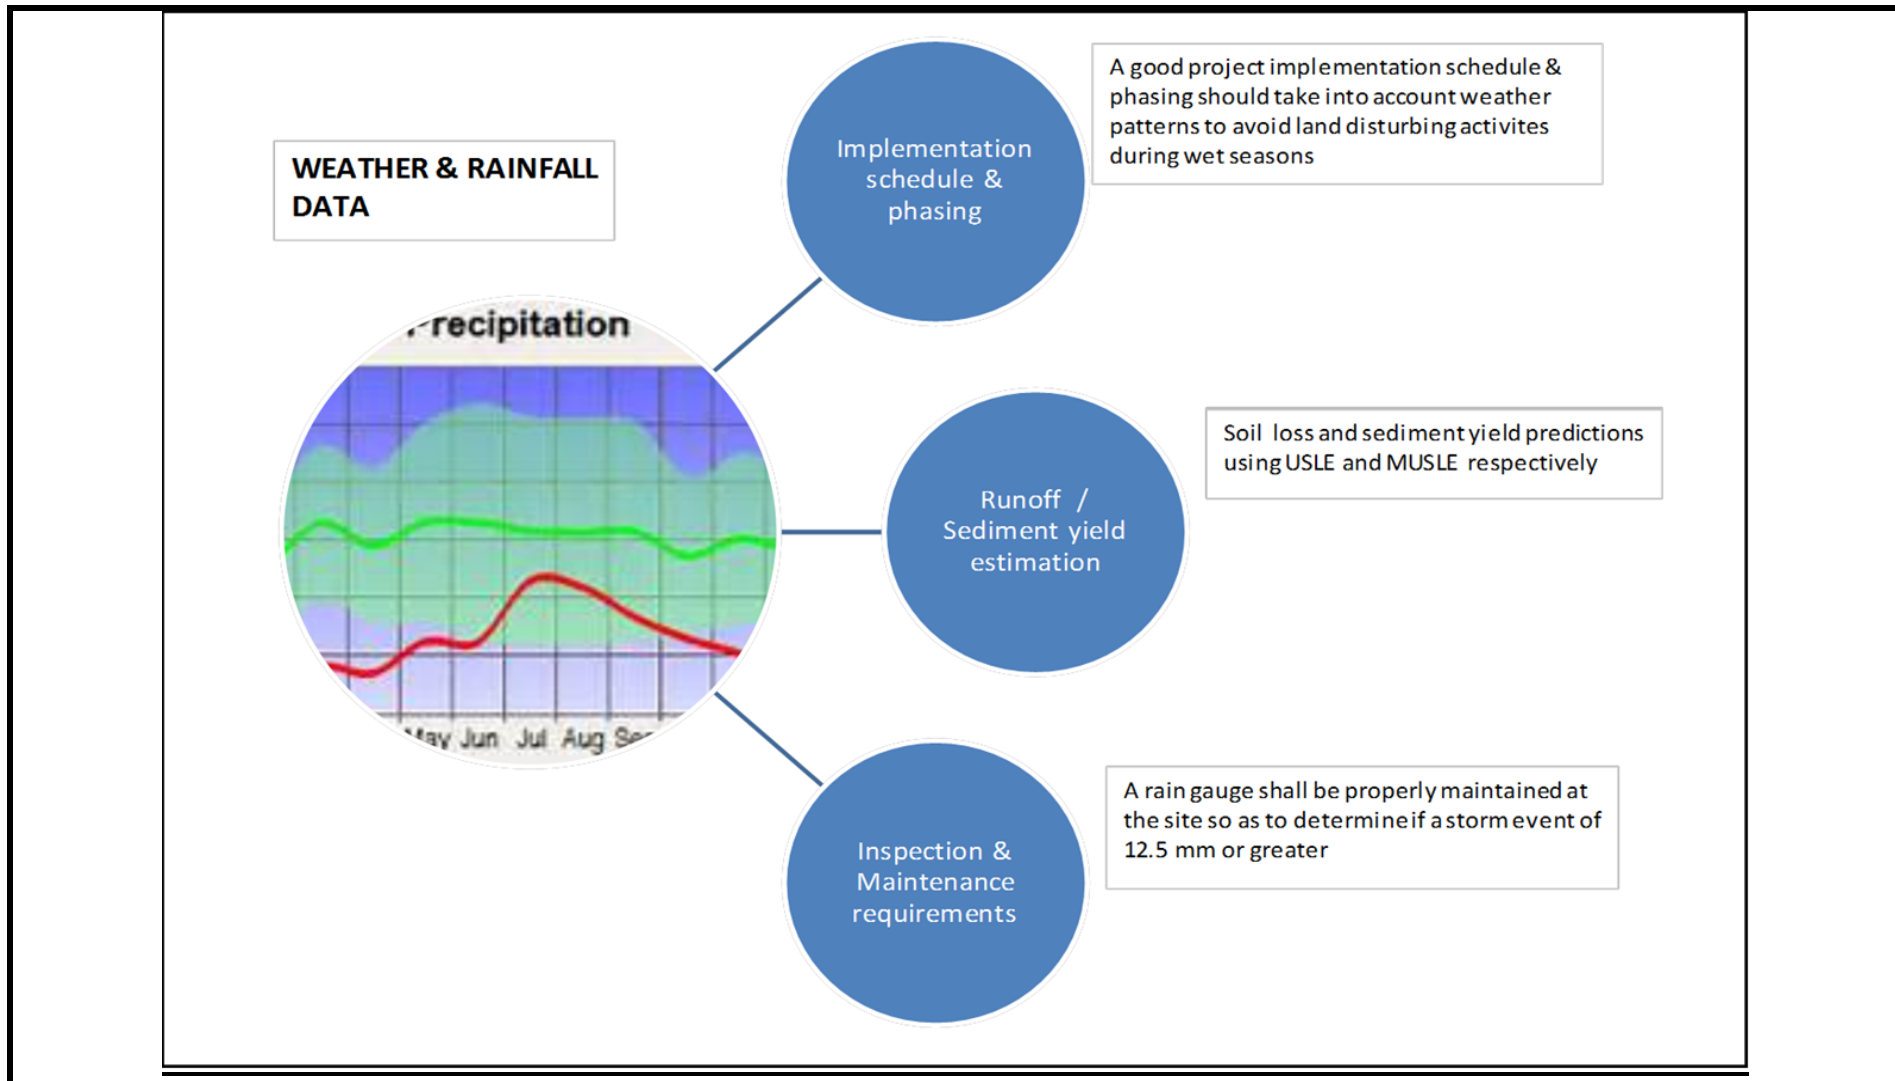 WEATHER & RAINFALL
DATA
Implementation
schedule &
phasing
A good project implementation schedule &
phasing should take into account weather
patterns to avoid land disturbing activites
during wet seasons
recipitation
May Jun Jul Aug
Runoff /
Sediment yield
estimation
Soil loss and sediment yield predictions
using USLE and MUSLE respectively
Inspection &
Maintenance
requirements
A rain gauge shall be properly maintained at
the site so as to determine if a storm event of
12.5 mm or greater